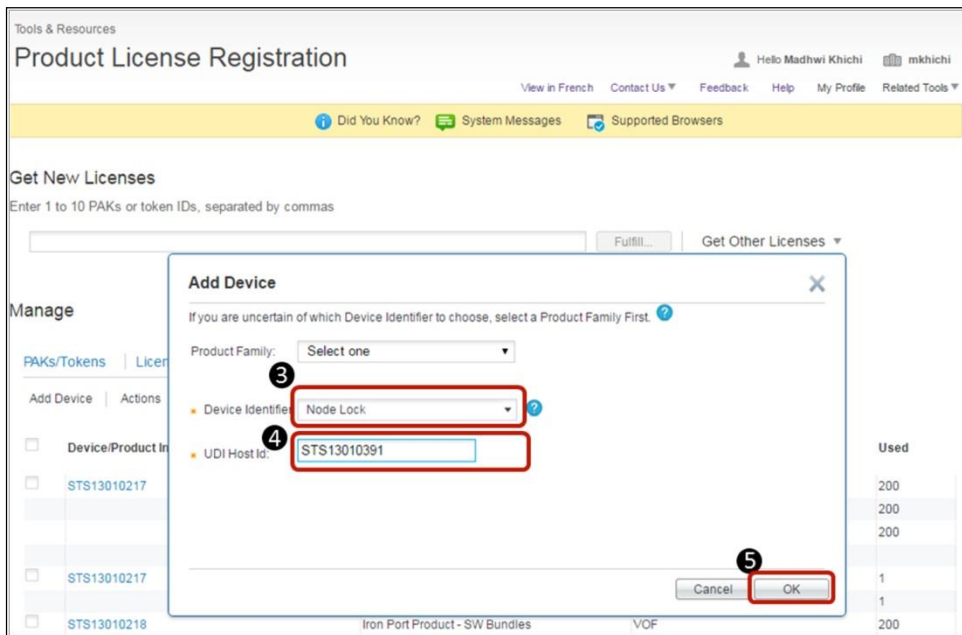 Tools & Resources
Product License Registration
Hello Madhwi Khichi mkhichi
View in French Contact Us Feedback Help My Profile Related Tools
Did You Know? System Messages Supported Browsers
Get New Licenses
Enter 1 to 10 PAKs or token IDs, separated by commas
Fulfill... Get Other Licenses
Add Device
If you are uncertain of which Device Identifier to choose, select a Product Family First. ?
Manage
Product Family: Select one
PAKs/Tokens | Licen
3
Add Device | Actions
Device Identifier Node Lock ?
4
UDI Host Id: STS13010391
Device/Product In Used
STS13010217 200
200
200
5
STS13010217 1
Cancel OK
1
STS13010218 Iron Port Product - SW Bundles VOF 200